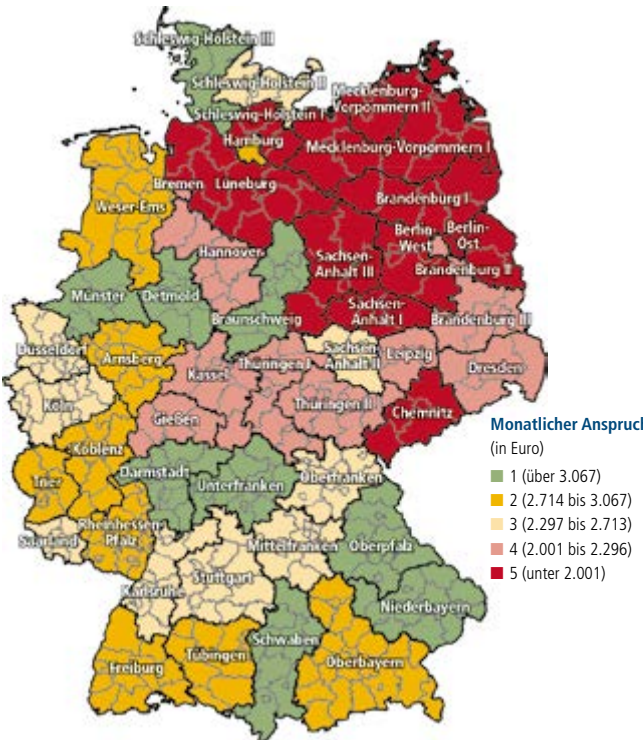 Schleswig-Holstein III
Schleswig-Holstein II
Mecklenburg-
Vorpommern II
Schleswig-Holstein I
Hamburg
Mecklenburg-Vorpommern I
Bremen
Lüneburg
Brandenburg I
Weser-Ems
Berlin-
West
Berlin-
Ost
Hannover
Sachsen-
Anhalt III
Brandenburg II
Münster
Detmold
Braunschweig
Sachsen-
Anhalt I
Brandenburg III
Düsseldorf
Arnsberg
Kassel
Thüringen I
Sachsen-
Anhalt II
Leipzig
Dresden
Köln
Gießen
Thüringen II
Chemnitz
Koblenz
Trier
Darmstadt
Unterfranken
Oberfranken
Saarland
Rheinhessen-
Pfalz
Mittelfranken
Oberpfalz
Karlsruhe
Stuttgart
Niederbayern
Freiburg
Tübingen
Schwaben
Oberbayern
Monatlicher Anspruch
(in Euro)
1 (über 3.067)
2 (2.714 bis 3.067)
3 (2.297 bis 2.713)
4 (2.001 bis 2.296)
5 (unter 2.001)